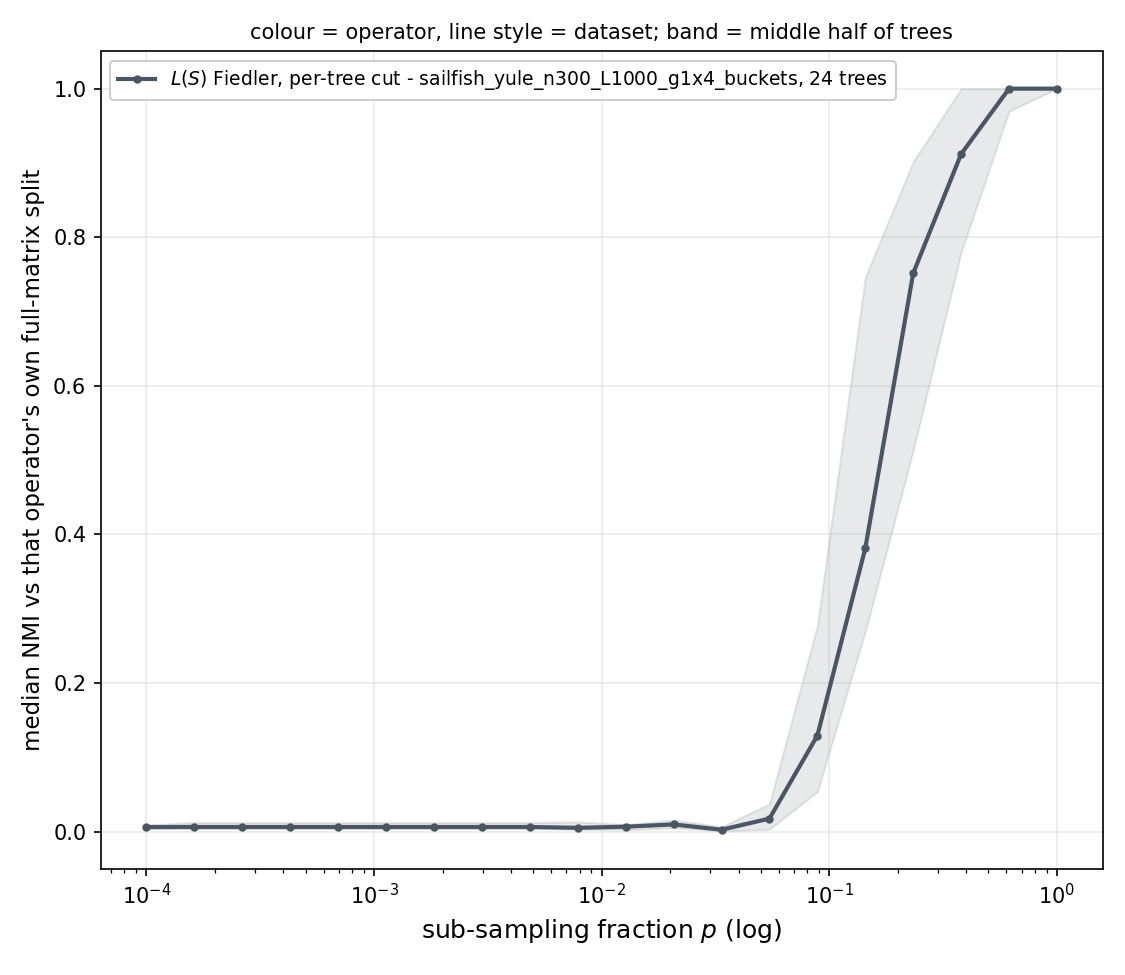 colour = operator, line style = dataset; band = middle half of trees
L(S) Fiedler, per-tree cut - sailfish_yule_n300_L1000_g1x4_buckets, 24 trees
median NMI vs that operator's own full-matrix split
1.0
0.8
0.6
0.4
0.2
0.0
10⁻⁴ 10⁻³ 10⁻² 10⁻¹ 10⁰
sub-sampling fraction p (log)